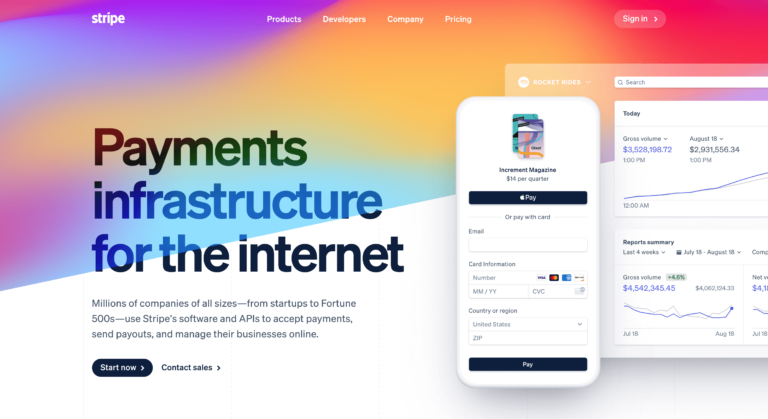 stripe
Products Developers Company Pricing
Sign in
Payments
infrastructure
for the internet
Millions of companies of all sizes—from startups to Fortune
500s—use Stripe's software and APIs to accept payments,
send payouts, and manage their businesses online.
Start now
Contact sales
Increment Magazine
$14 per quarter
Pay
Or pay with card
Email
Card Information
Number
VISA
MM / YY CVC
Country or region
United States
ZIP
Pay
ROCKET RIDES
Search
Today
Gross volume August 18
$3,528,198.72 $2,931,556.34
1:00 PM 1:00 PM
12:00 AM
Reports summary
Last 4 weeks July 18 - August 18 Comp
Gross volume +4.6% Net v
$4,542,345.45 $4,062,124.33
Jul 18 Aug 18 Jul 18